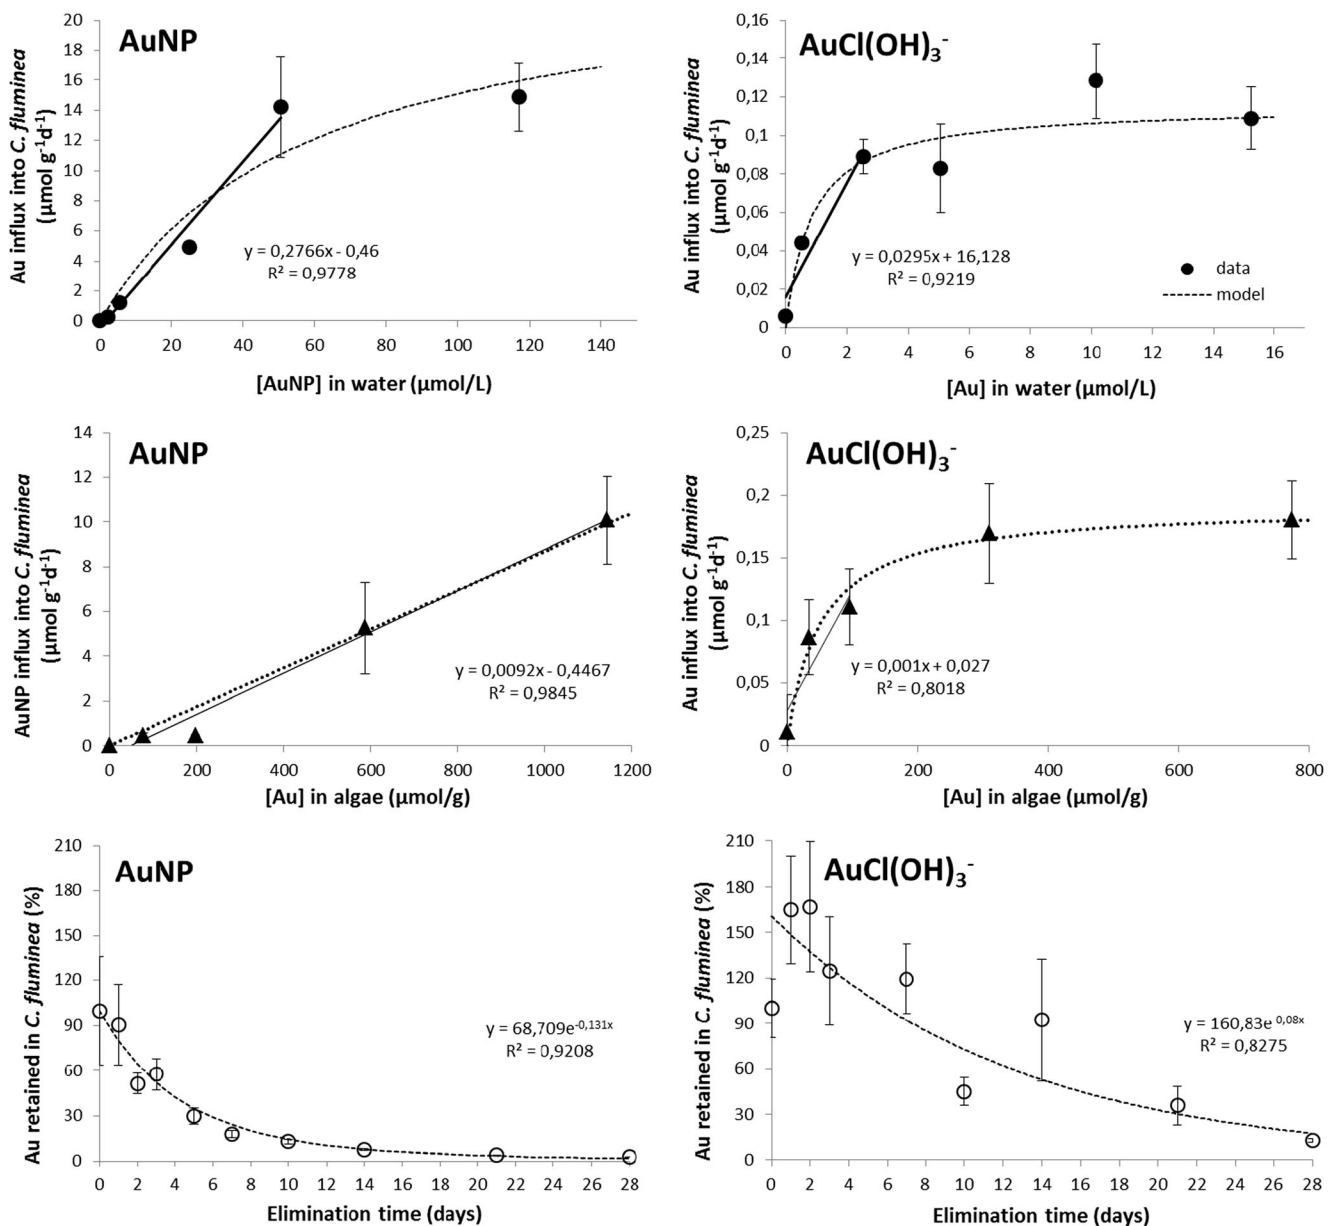 AuNP
Au influx into C. fluminea
(µmol g-1d-1)
20
18
16
14
12
10
8
6
4
2
0
y = 0,2766x - 0,46
R² = 0,9778
0 20 40 60 80 100 120 140
[AuNP] in water (µmol/L)
AuCl(OH)3-
Au influx into C. fluminea
(µmol g-1d-1)
0,16
0,14
0,12
0,1
0,08
0,06
0,04
0,02
0
y = 0,0295x + 16,128
R² = 0,9219
data
model
0 2 4 6 8 10 12 14 16
[Au] in water (µmol/L)
AuNP
AuNP influx into C. fluminea
(µmol g-1d-1)
14
12
10
8
6
4
2
0
y = 0,0092x - 0,4467
R² = 0,9845
0 200 400 600 800 1000 1200
[Au] in algae (µmol/g)
AuCl(OH)3-
Au influx into C. fluminea
(µmol g-1d-1)
0,25
0,2
0,15
0,1
0,05
0
y = 0,001x + 0,027
R² = 0,8018
0 200 400 600 800
[Au] in algae (µmol/g)
AuNP
Au retained in C. fluminea (%)
210
180
150
120
90
60
30
0
y = 68,709e-0,131x
R² = 0,9208
0 2 4 6 8 10 12 14 16 18 20 22 24 26 28
Elimination time (days)
AuCl(OH)3-
Au retained in C. fluminea (%)
210
180
150
120
90
60
30
0
y = 160,83e-0,08x
R² = 0,8275
0 2 4 6 8 10 12 14 16 18 20 22 24 26 28
Elimination time (days)